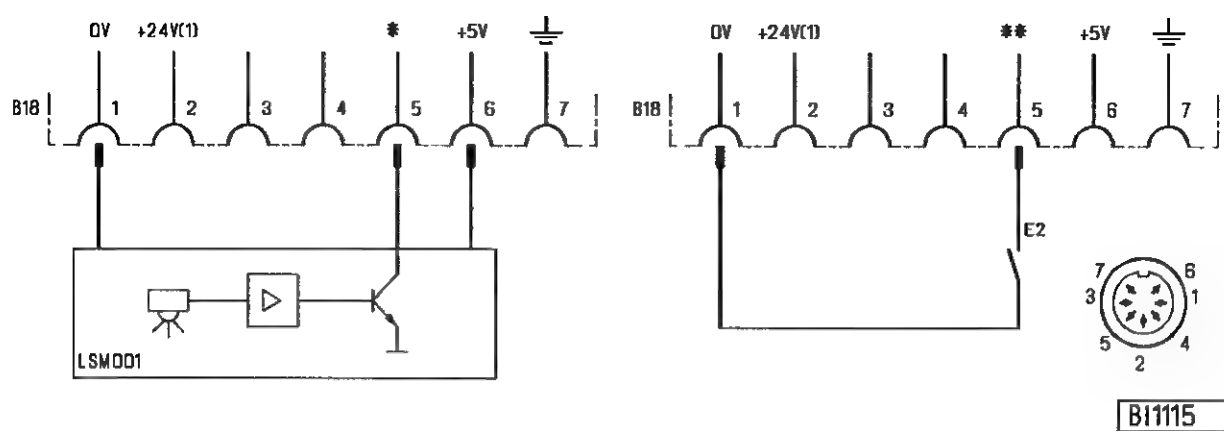 0V +24V(1) * +5V
B18 1 2 3 4 5 6 7
LSM001
0V +24V(1) ** +5V
B18 1 2 3 4 5 6 7
E2
7 6
3 1
5 4
2
BI1115